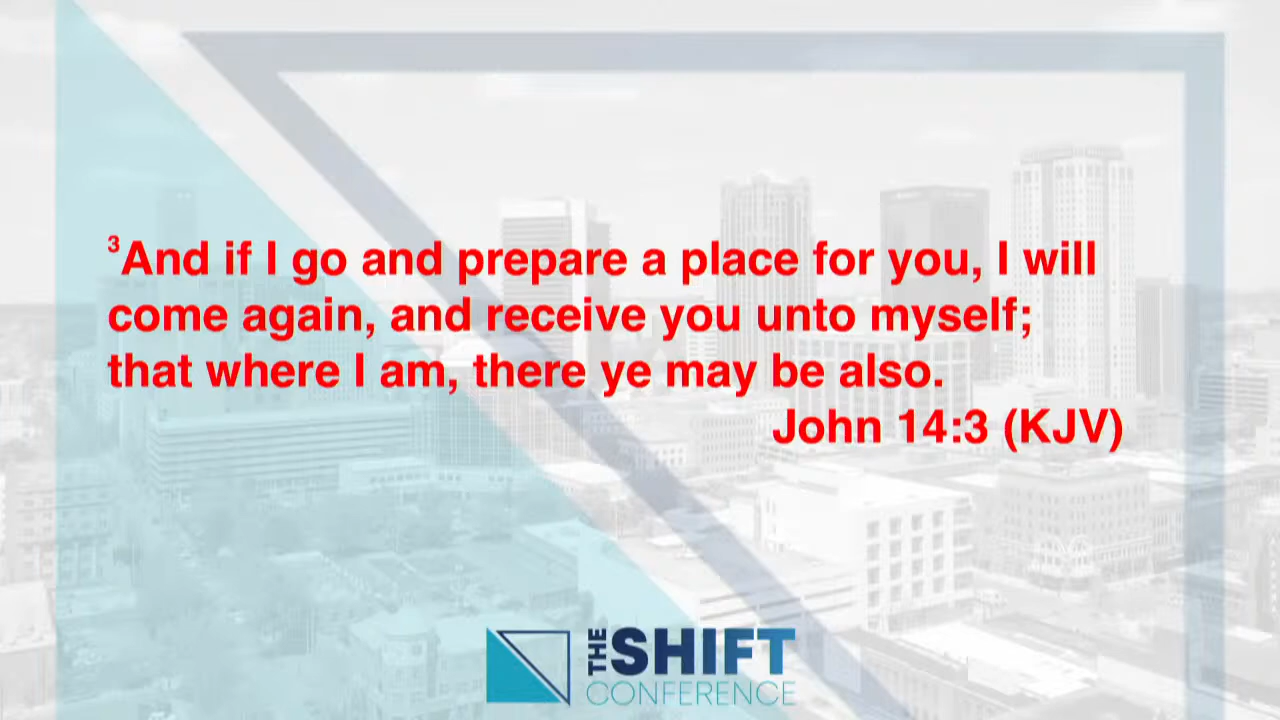 ³And if I go and prepare a place for you, I will
come again, and receive you unto myself;
that where I am, there ye may be also.
John 14:3 (KJV)
THE SHIFT
CONFERENCE